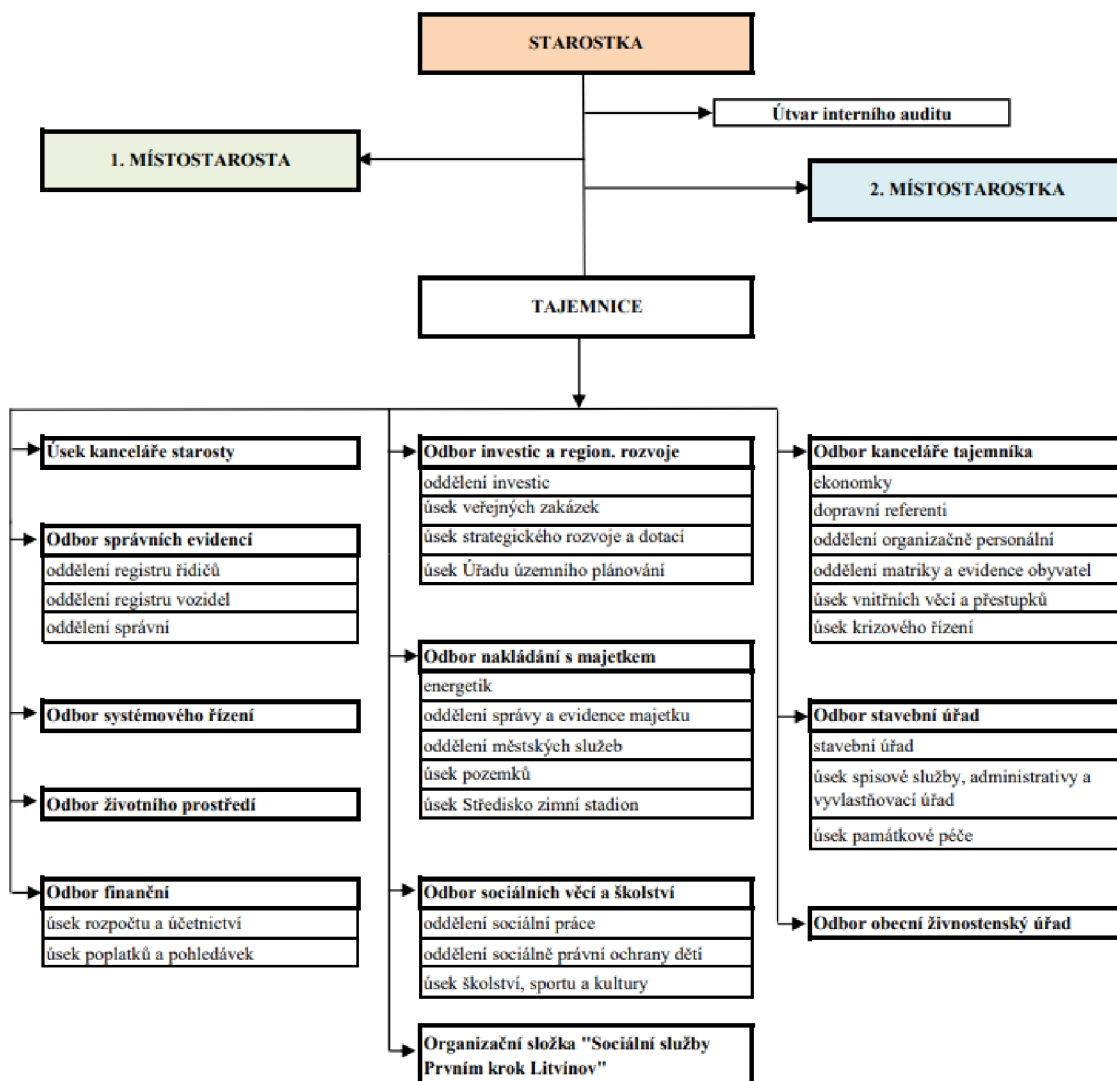 STAROSTKA
Útvar interního auditu
1. MÍSTOSTAROSTA
2. MÍSTOSTAROSTKA
TAJEMNICE
Úsek kanceláře starosty
Odbor správních evidencí
oddělení registru řidičů
oddělení registru vozidel
oddělení správní
Odbor systémového řízení
Odbor životního prostředí
Odbor finanční
úsek rozpočtu a účetnictví
úsek poplatků a pohledávek
Odbor investic a region. rozvoje
oddělení investic
úsek veřejných zakázek
úsek strategického rozvoje a dotací
úsek Úřadu územního plánování
Odbor nakládání s majetkem
energetik
oddělení správy a evidence majetku
oddělení městských služeb
úsek pozemků
úsek Středisko zimní stadion
Odbor sociálních věcí a školství
oddělení sociální práce
oddělení sociálně právní ochrany dětí
úsek školství, sportu a kultury
Organizační složka "Sociální služby
Prvním krok Litvínov"
Odbor kanceláře tajemníka
ekonomky
dopravní referenti
oddělení organizačně personální
oddělení matriky a evidence obyvatel
úsek vnitřních věcí a přestupků
úsek krizového řízení
Odbor stavební úřad
stavební úřad
úsek spisové služby, administrativy a
vyvlastňovací úřad
úsek památkové péče
Odbor obecní živnostenský úřad